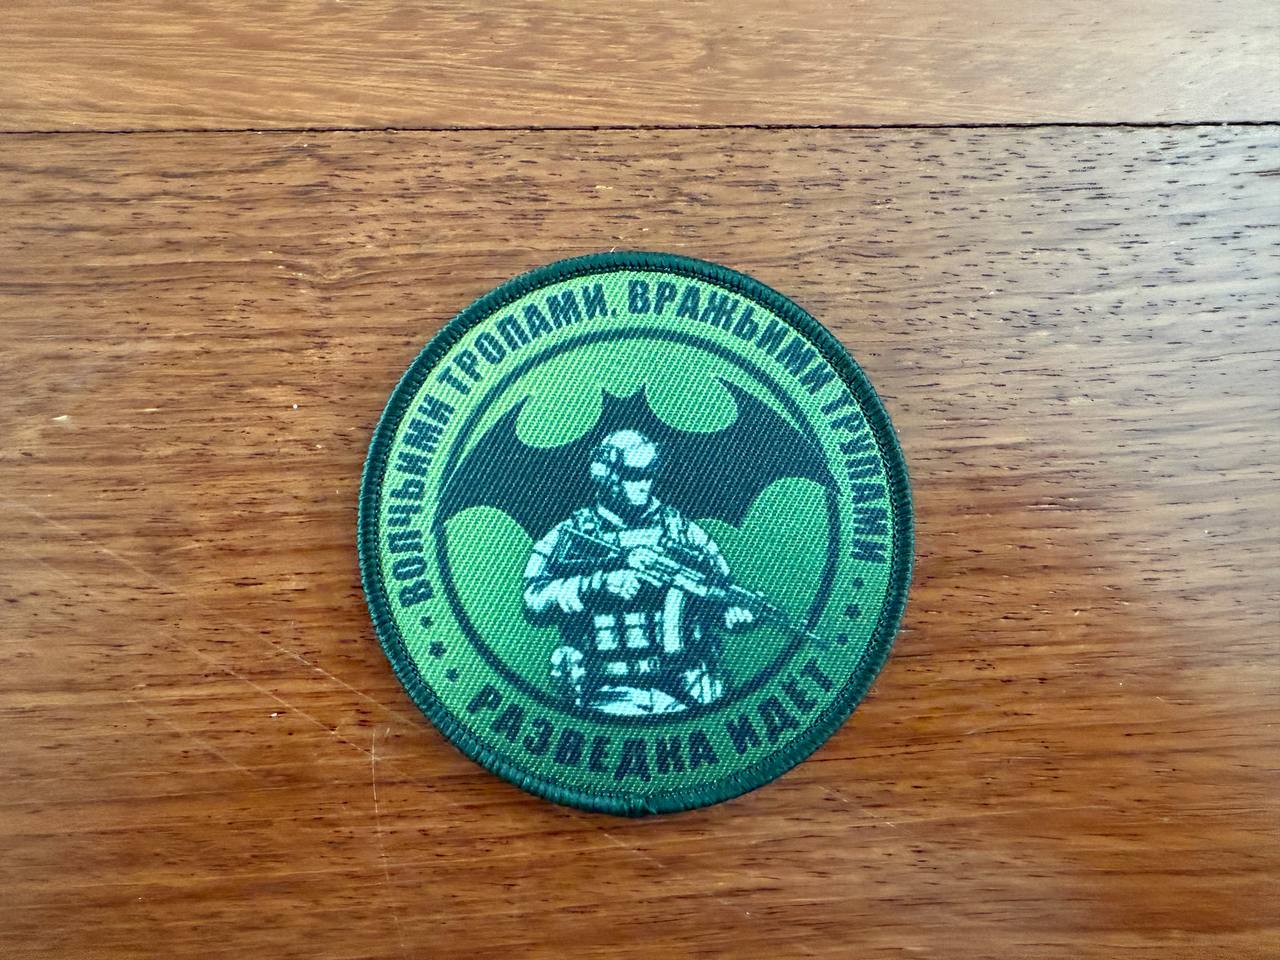 ВОЛЧЬИМИ ТРОПАМИ, ВРАЖЬИМИ ТРУПАМИ
РАЗВЕДКА ИДЕТ